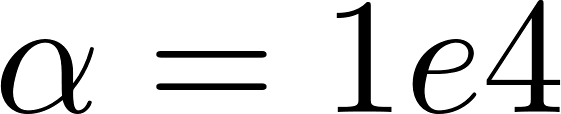 α = 1e4